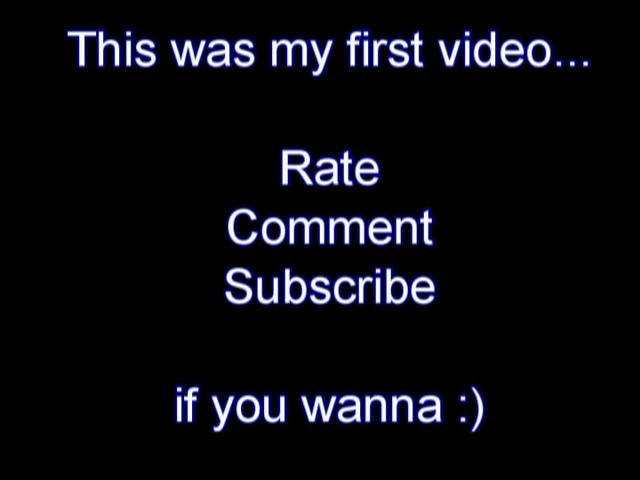 This was my first video...
Rate
Comment
Subscribe
if you wanna :)